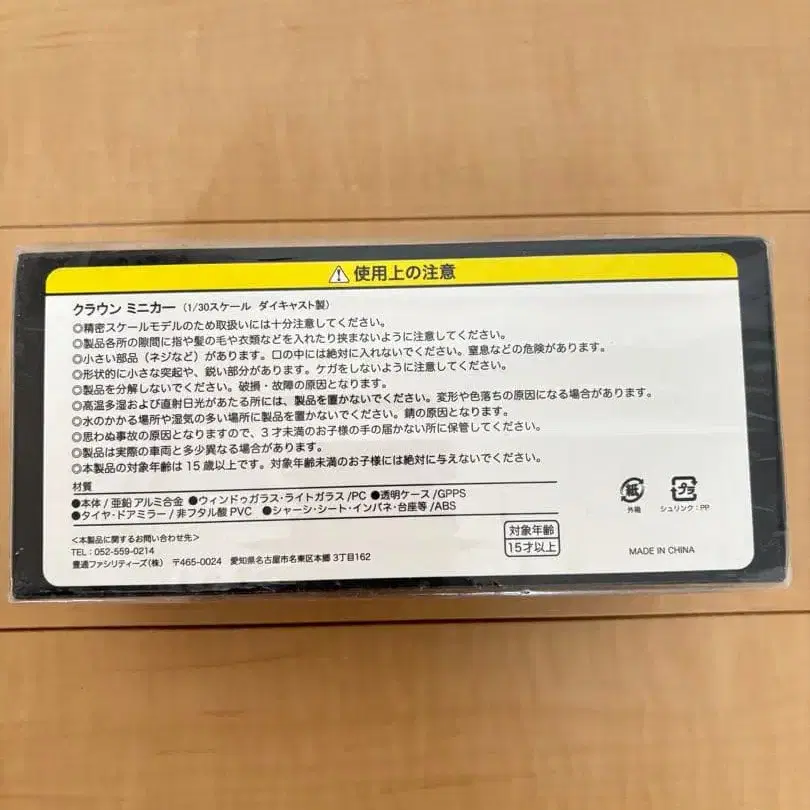 使用上の注意
クラウン ミニカー (1/30スケール ダイキャスト製)
◎精密スケールモデルのため取扱いには十分注意してください。
◎製品各所の隙間に指や髪の毛や衣類などを入れたり挟まないように注意してください。
◎小さい部品(ネジなど)があります。口の中には絶対に入れないでください。窒息などの危険があります。
◎形状的に小さな突起や、鋭い部分があります。ケガをしないように注意してください。
◎製品を分解しないでください。破損・故障の原因となります。
◎高温多湿および直射日光があたる所には、製品を置かないでください。変形や色落ちの原因になる場合があります。
◎水のかかる場所や湿気の多い場所に製品を置かないでください。錆の原因となります。
◎思わぬ事故の原因となりますので、3才未満のお子様の手の届かない所に保管してください。
◎製品は実際の車両と多少異なる場合があります。
◎本製品の対象年齢は15歳以上です。対象年齢未満のお子様には絶対に与えないでください。
材質
●本体/亜鉛アルミ合金 ●ウィンドゥガラス・ライトガラス/PC ●透明ケース/GPPS
●タイヤ・ドアミラー/非フタル酸 PVC ●シャーシ・シート・インパネ・台座等/ABS
<本製品に関するお問い合わせ先>
TEL:052-559-0214
豊通ファシリティーズ(株) 〒465-0024 愛知県名古屋市名東区本郷 3丁目162
対象年齢
15才以上
紙
外箱
プラ
シュリンク:PP
MADE IN CHINA